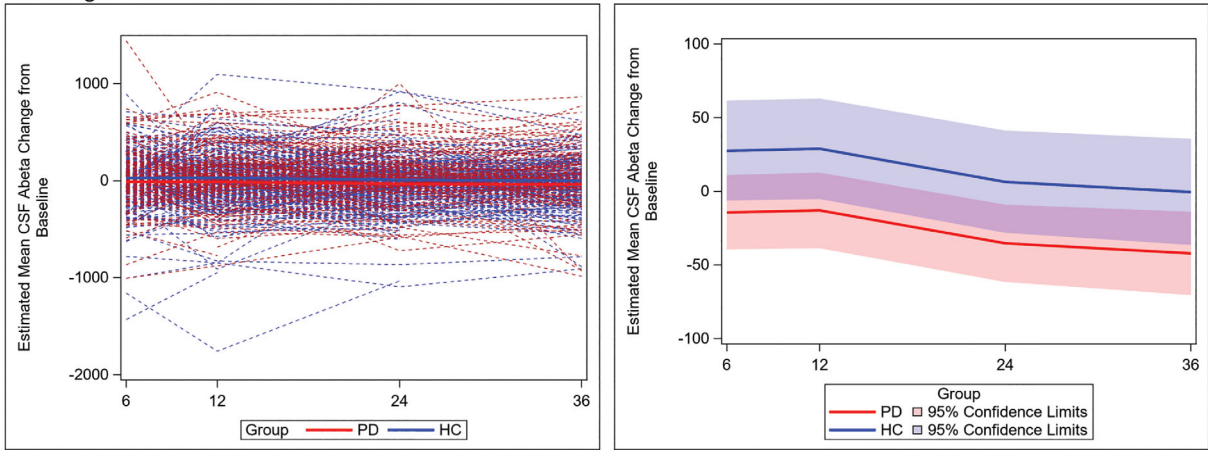 Estimated Mean CSF Abeta Change from
Baseline
1000
0
-1000
-2000
6
12
24
36
Group PD HC
Estimated Mean CSF Abeta Change from
Baseline
100
50
0
-50
-100
6
12
24
36
Group
PD 95% Confidence Limits
HC 95% Confidence Limits